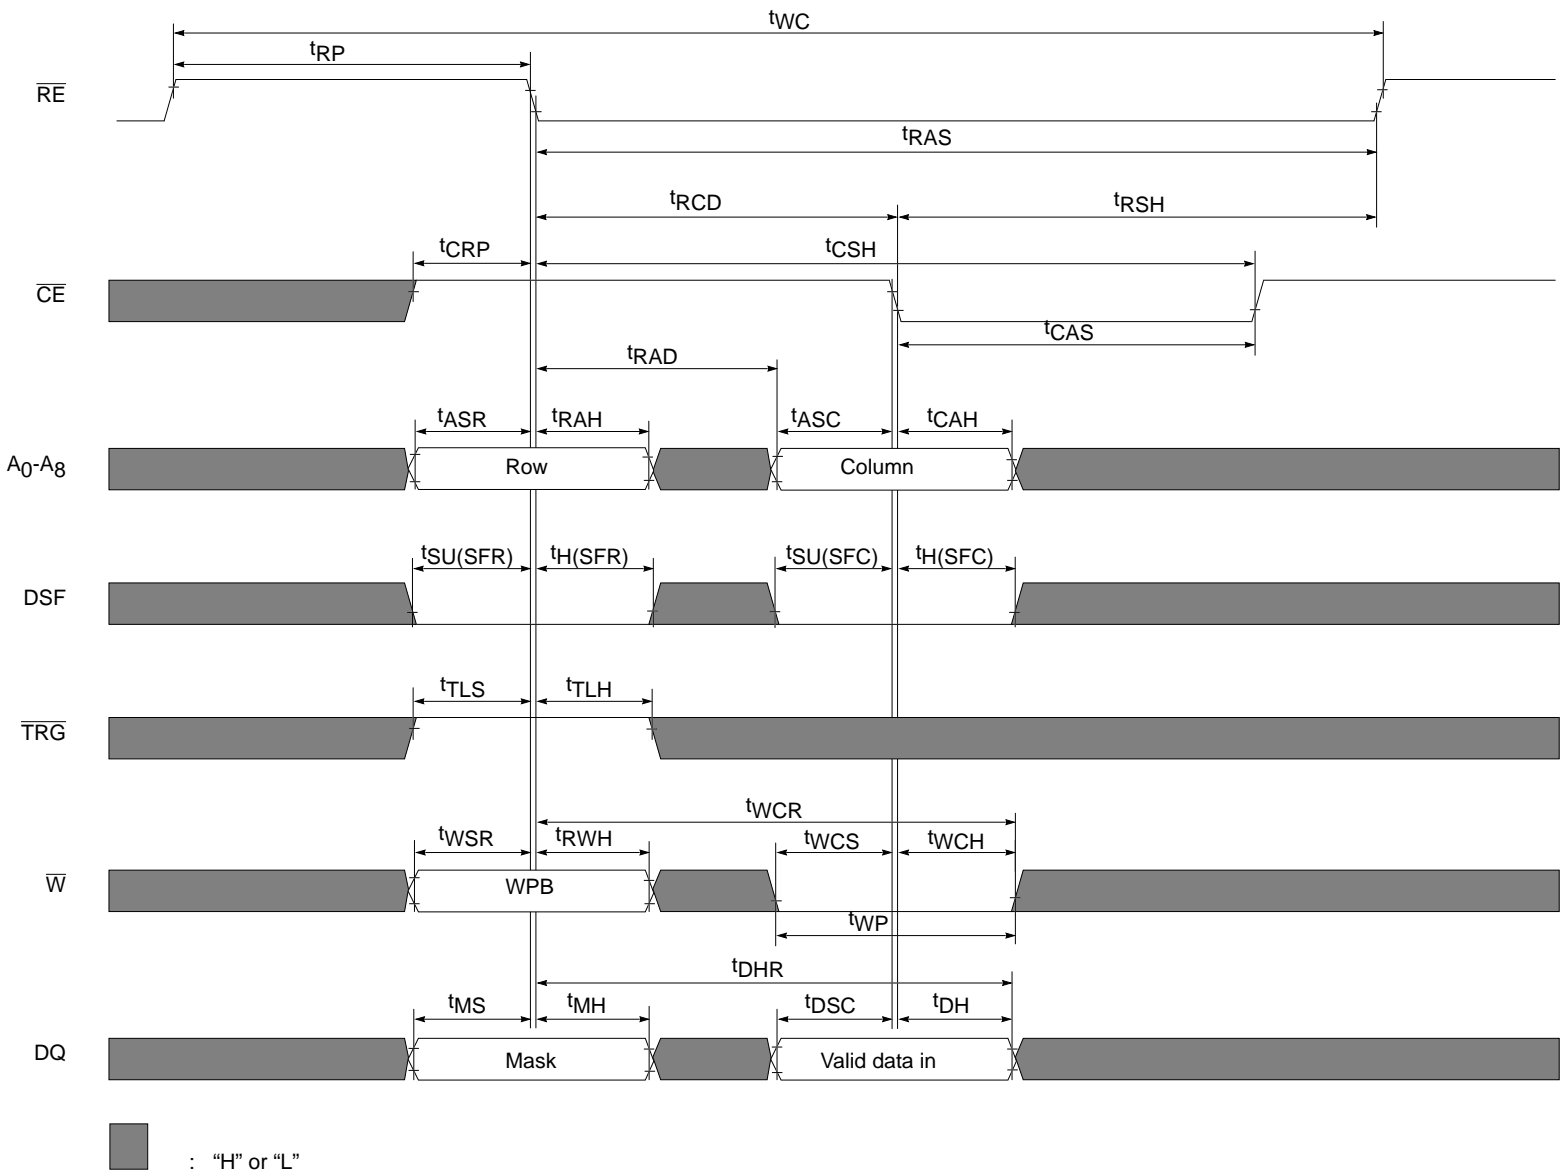 tWC
tRP
RE
tRAS
tRCD
tRSH
tCRP
tCSH
CE
tCAS
tRAD
tASR
tRAH
tASC
tCAH
A0-A8
Row
Column
tSU(SFR)
tH(SFR)
tSU(SFC)
tH(SFC)
DSF
tTLS
tTLH
TRG
tWCR
tWSR
tRWH
tWCS
tWCH
W
WPB
tWP
tDHR
tMS
tMH
tDSC
tDH
DQ
Mask
Valid data in
: “H” or “L”